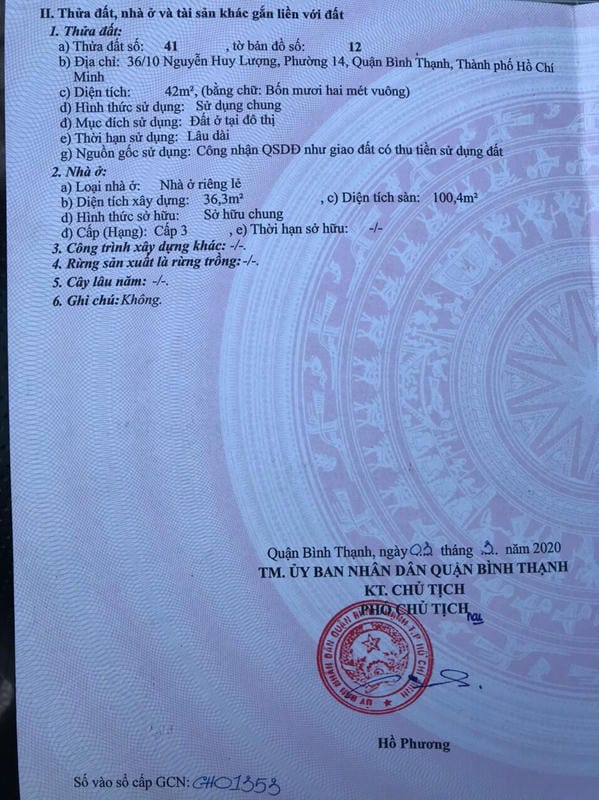 II. Thửa đất, nhà ở và tài sản khác gắn liền với đất
1. Thửa đất:
a) Thửa đất số: 41 , tờ bản đồ số: 12
b) Địa chỉ: 36/10 Nguyễn Huy Lượng, Phường 14, Quận Bình Thạnh, Thành phố Hồ Chí
Minh
c) Diện tích: 42m², (bằng chữ: Bốn mươi hai mét vuông)
d) Hình thức sử dụng: Sử dụng chung
đ) Mục đích sử dụng: Đất ở tại đô thị
e) Thời hạn sử dụng: Lâu dài
g) Nguồn gốc sử dụng: Công nhận QSDĐ như giao đất có thu tiền sử dụng đất
2. Nhà ở:
a) Loại nhà ở: Nhà ở riêng lẻ
b) Diện tích xây dựng: 36,3m² , c) Diện tích sàn: 100,4m²
d) Hình thức sở hữu: Sở hữu chung
đ) Cấp (Hạng): Cấp 3 , e) Thời hạn sở hữu: -/-
3. Công trình xây dựng khác: -/-.
4. Rừng sản xuất là rừng trồng: -/-.
5. Cây lâu năm: -/-.
6. Ghi chú: Không.
Quận Bình Thạnh, ngày 03 tháng 3. năm 2020
TM. ỦY BAN NHÂN DÂN QUẬN BÌNH THẠNH
KT. CHỦ TỊCH
PHÓ CHỦ TỊCH
Hồ Phương
Số vào sổ cấp GCN: CH01353